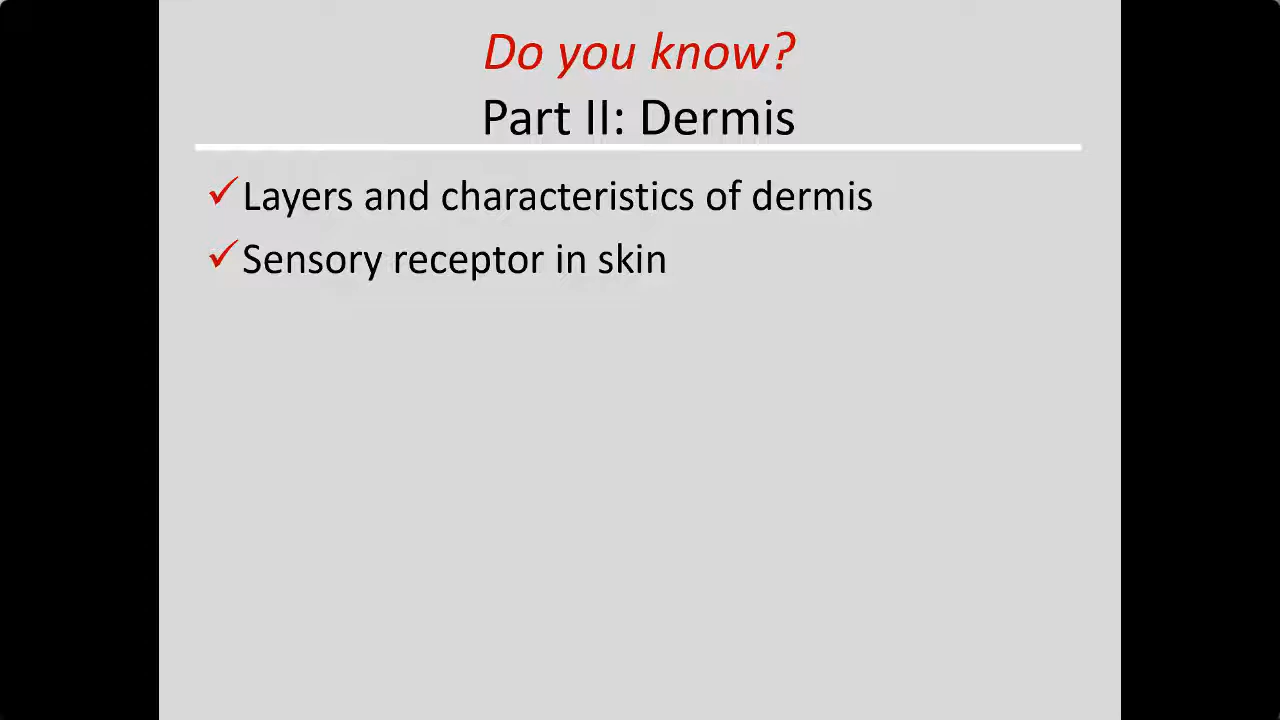 Do you know?
Part II: Dermis
✓Layers and characteristics of dermis
✓Sensory receptor in skin